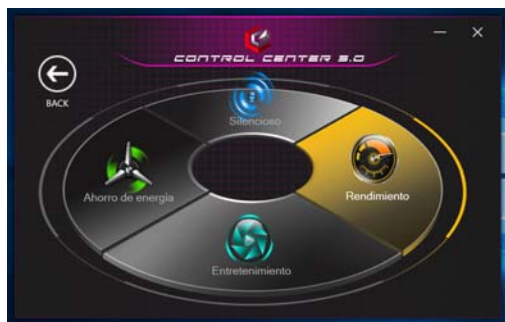 CONTROL CENTER 3.0
BACK
Silencioso
Ahorro de energía
Rendimiento
Entretenimiento